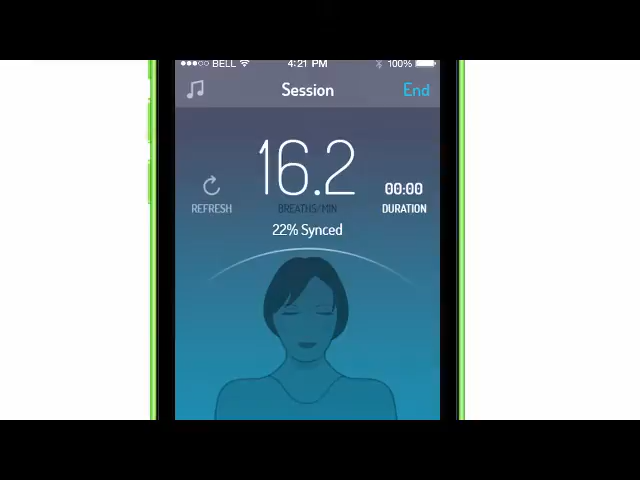 BELL 4:21 PM 100%
Session End
16.2
REFRESH BREATHS/MIN 00:00 DURATION
22% Synced